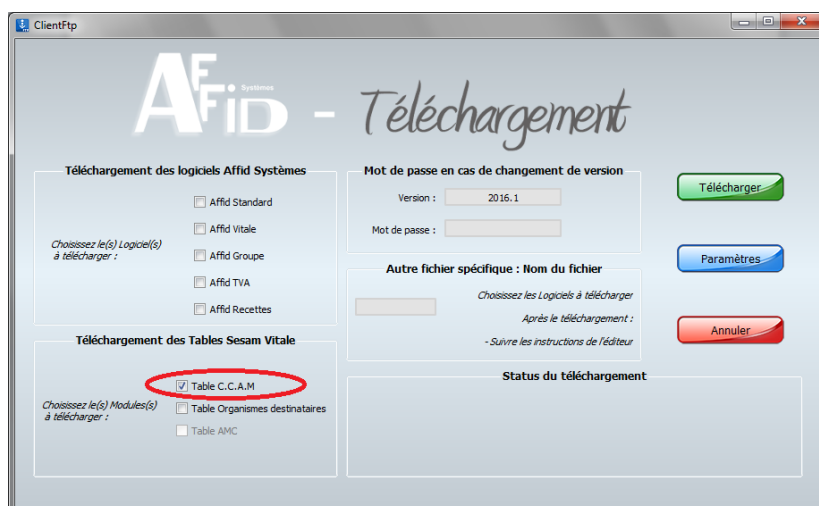 ClientFtp
AFFiD Systèmes - Téléchargement
Téléchargement des logiciels Affid Systèmes
Affid Standard
Affid Vitale
Choisissez le(s) Logiciel(s)
à télécharger :
Affid Groupe
Affid TVA
Affid Recettes
Mot de passe en cas de changement de version
Version : 2016.1
Mot de passe :
Autre fichier spécifique : Nom du fichier
Choisissez les Logiciels à télécharger
Après le téléchargement :
- Suivre les instructions de l'éditeur
Télécharger
Paramètres
Annuler
Téléchargement des Tables Sesam Vitale
Table C.C.A.M
Choisissez le(s) Modules(s)
à télécharger :
Table Organismes destinataires
Table AMC
Status du téléchargement